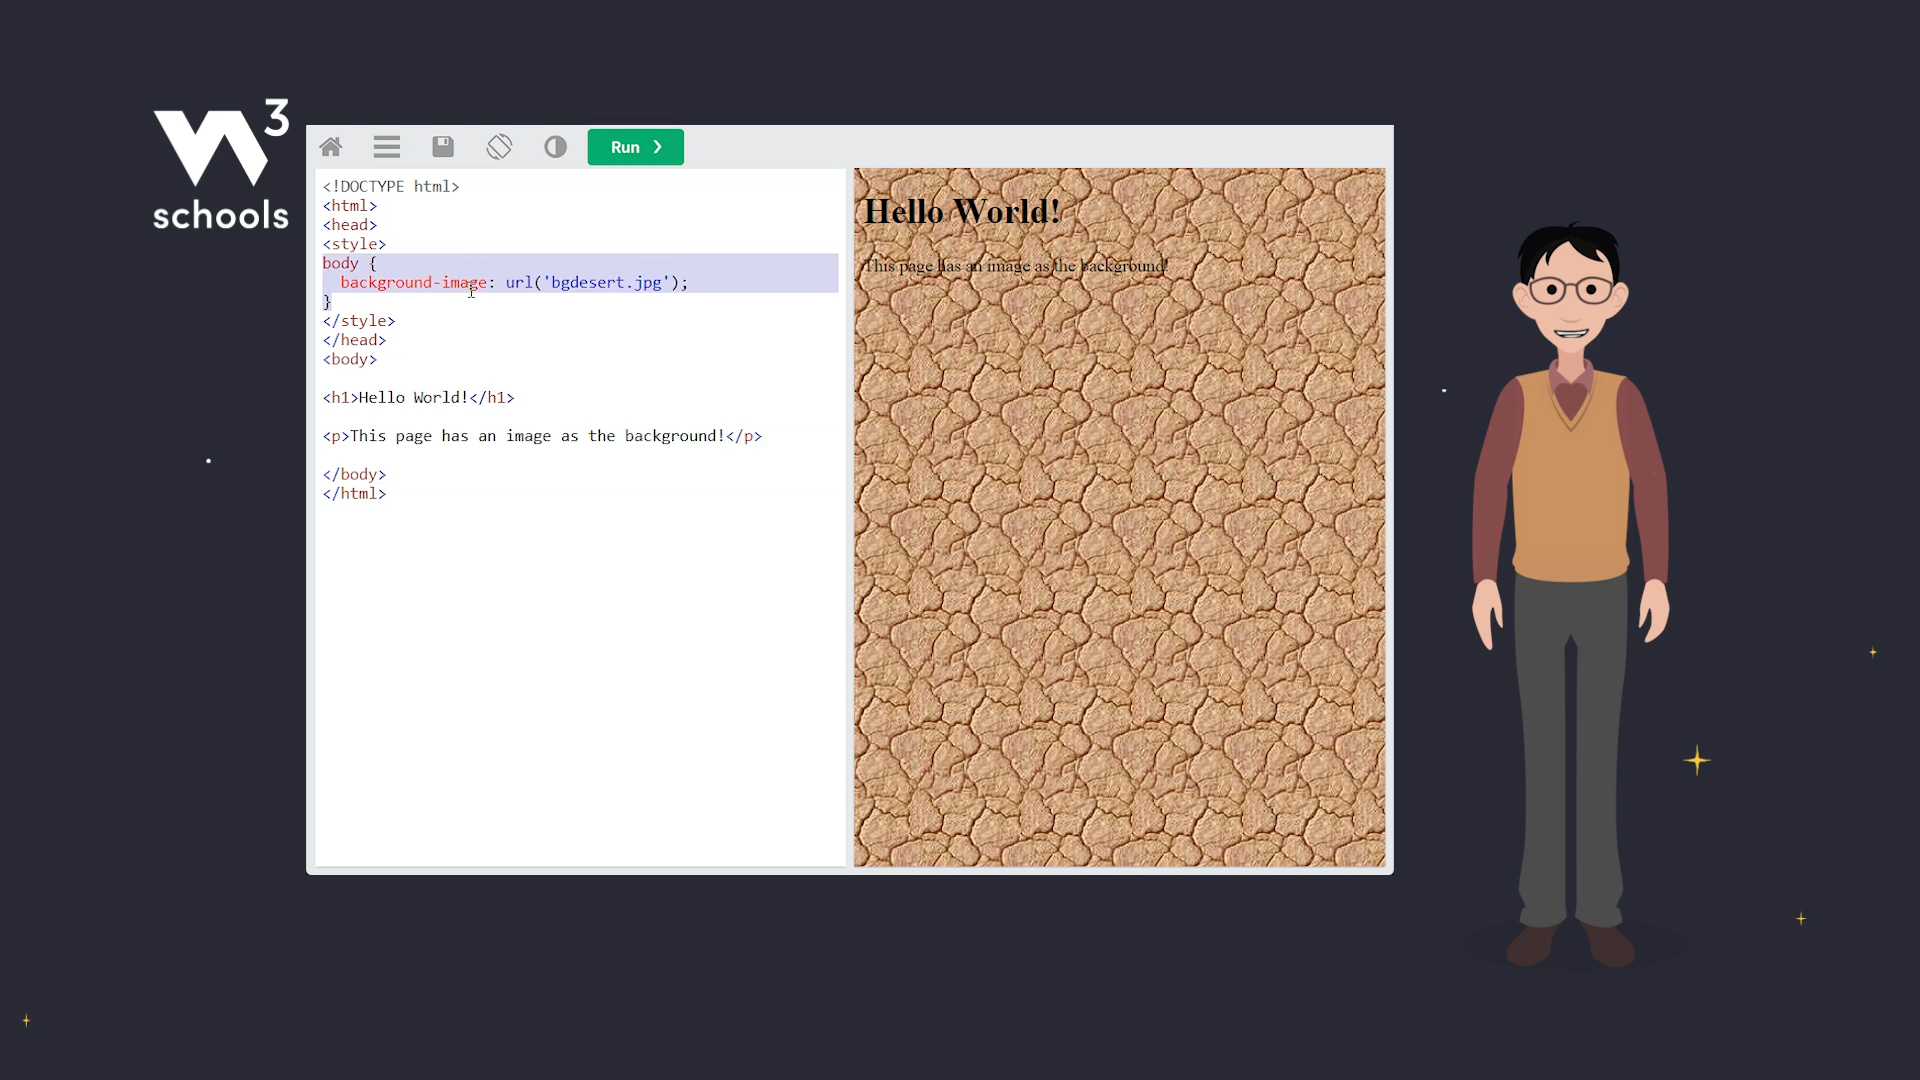 W3
schools
Run ❯
<!DOCTYPE html>
<html>
<head>
<style>
body {
  background-image: url('bgdesert.jpg');
}
</style>
</head>
<body>
<h1>Hello World!</h1>
<p>This page has an image as the background!</p>
</body>
</html>
Hello World!
This page has an image as the background!